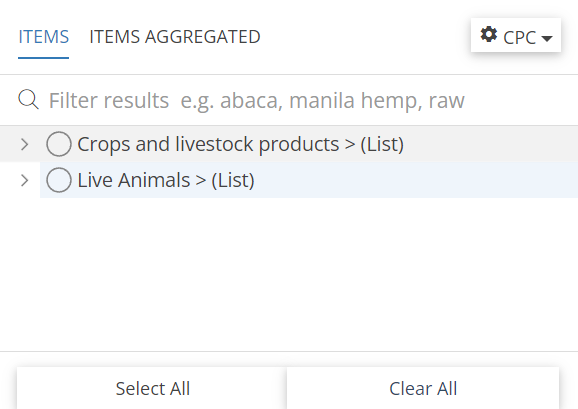 ITEMS ITEMS AGGREGATED CPC
Filter results e.g. abaca, manila hemp, raw
Crops and livestock products > (List)
Live Animals > (List)
Select All Clear All